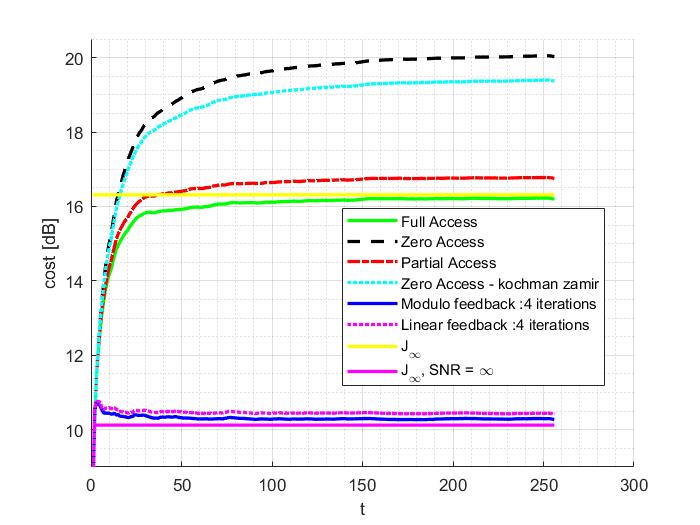 20
18
16
14
12
10
cost [dB]
Full Access
Zero Access
Partial Access
Zero Access - kochman zamir
Modulo feedback :4 iterations
Linear feedback :4 iterations
J∞
J∞, SNR = ∞
0 50 100 150 200 250 300
t